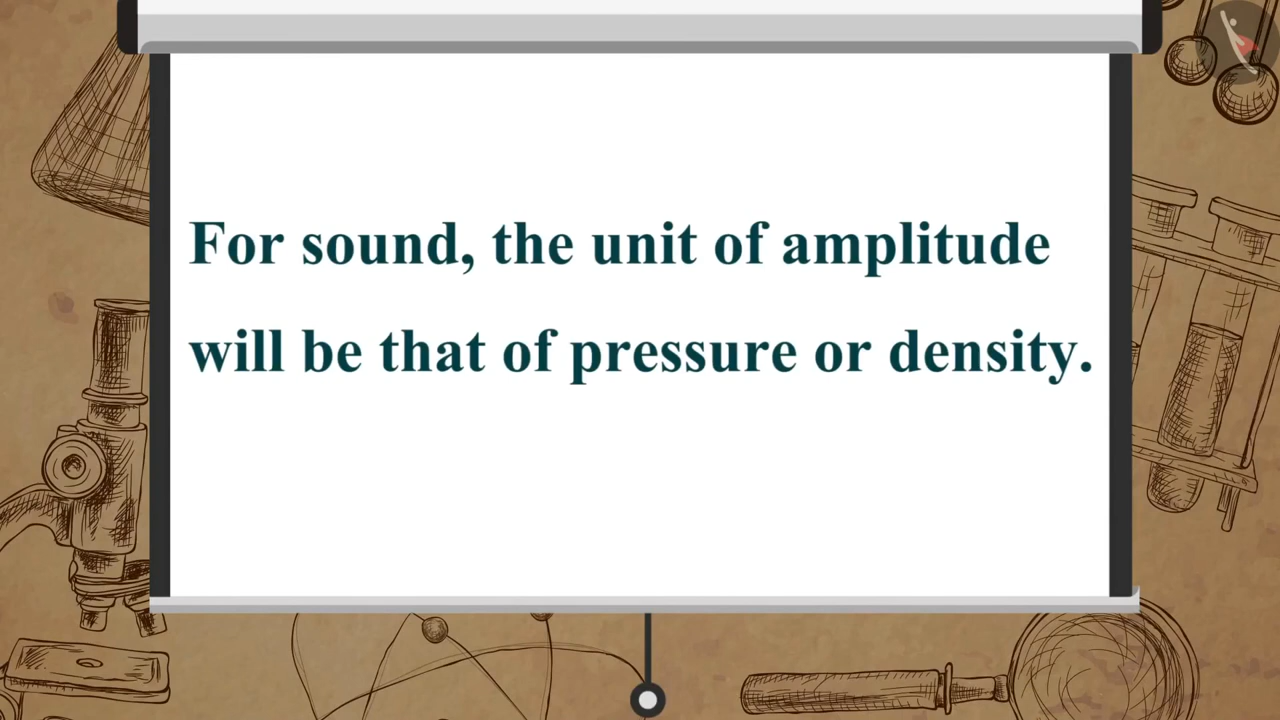 For sound, the unit of amplitude
will be that of pressure or density.